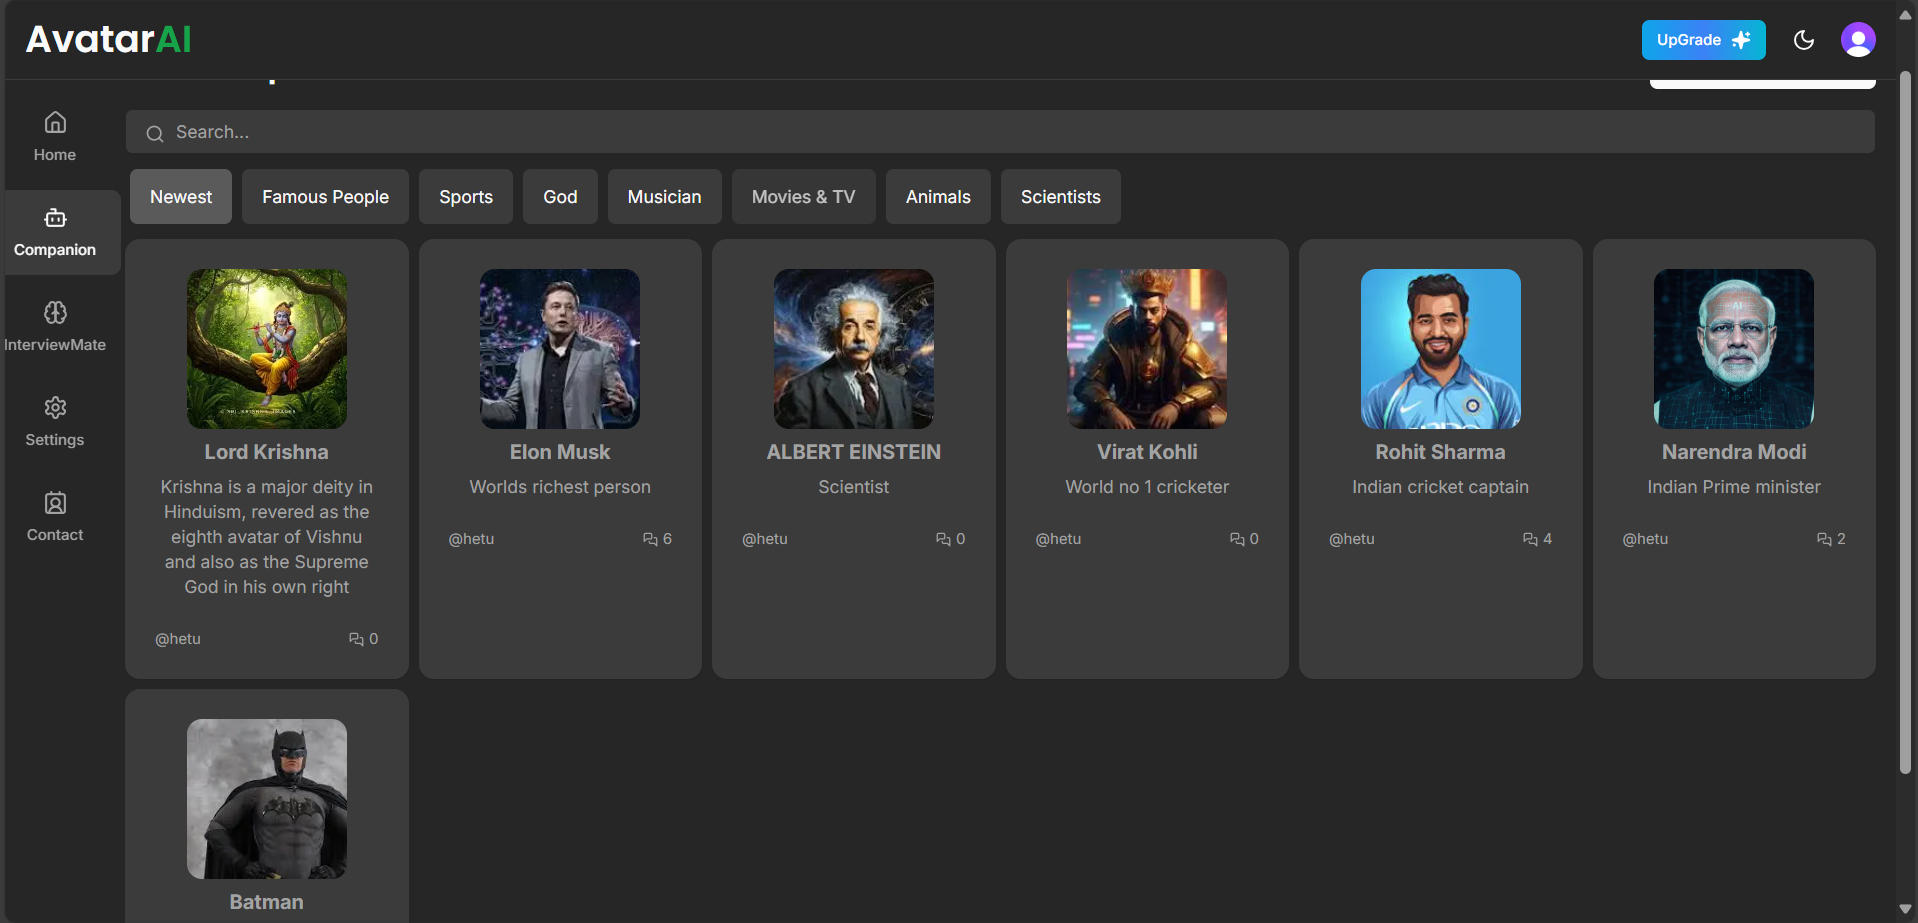 AvatarAI
UpGrade
Search...
Home
Companion
InterviewMate
Settings
Contact
Newest
Famous People
Sports
God
Musician
Movies & TV
Animals
Scientists
Lord Krishna
Krishna is a major deity in
Hinduism, revered as the
eighth avatar of Vishnu
and also as the Supreme
God in his own right
@hetu
0
Elon Musk
Worlds richest person
@hetu
6
ALBERT EINSTEIN
Scientist
@hetu
0
Virat Kohli
World no 1 cricketer
@hetu
0
Rohit Sharma
Indian cricket captain
@hetu
4
AI
Narendra Modi
Indian Prime minister
@hetu
2
Batman